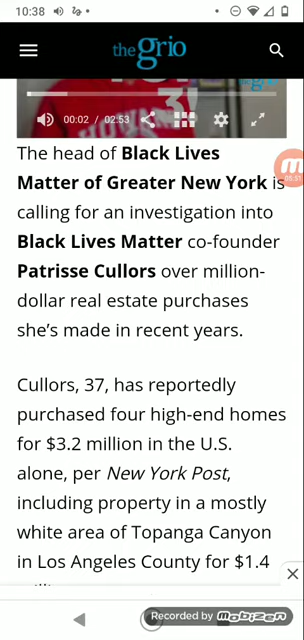 10:38
the grio
00:02 / 02:53
The head of Black Lives
Matter of Greater New York is
calling for an investigation into
Black Lives Matter co-founder
Patrisse Cullors over million-
dollar real estate purchases
she's made in recent years.
Cullors, 37, has reportedly
purchased four high-end homes
for $3.2 million in the U.S.
alone, per New York Post,
including property in a mostly
white area of Topanga Canyon
in Los Angeles County for $1.4
Recorded by mobizen